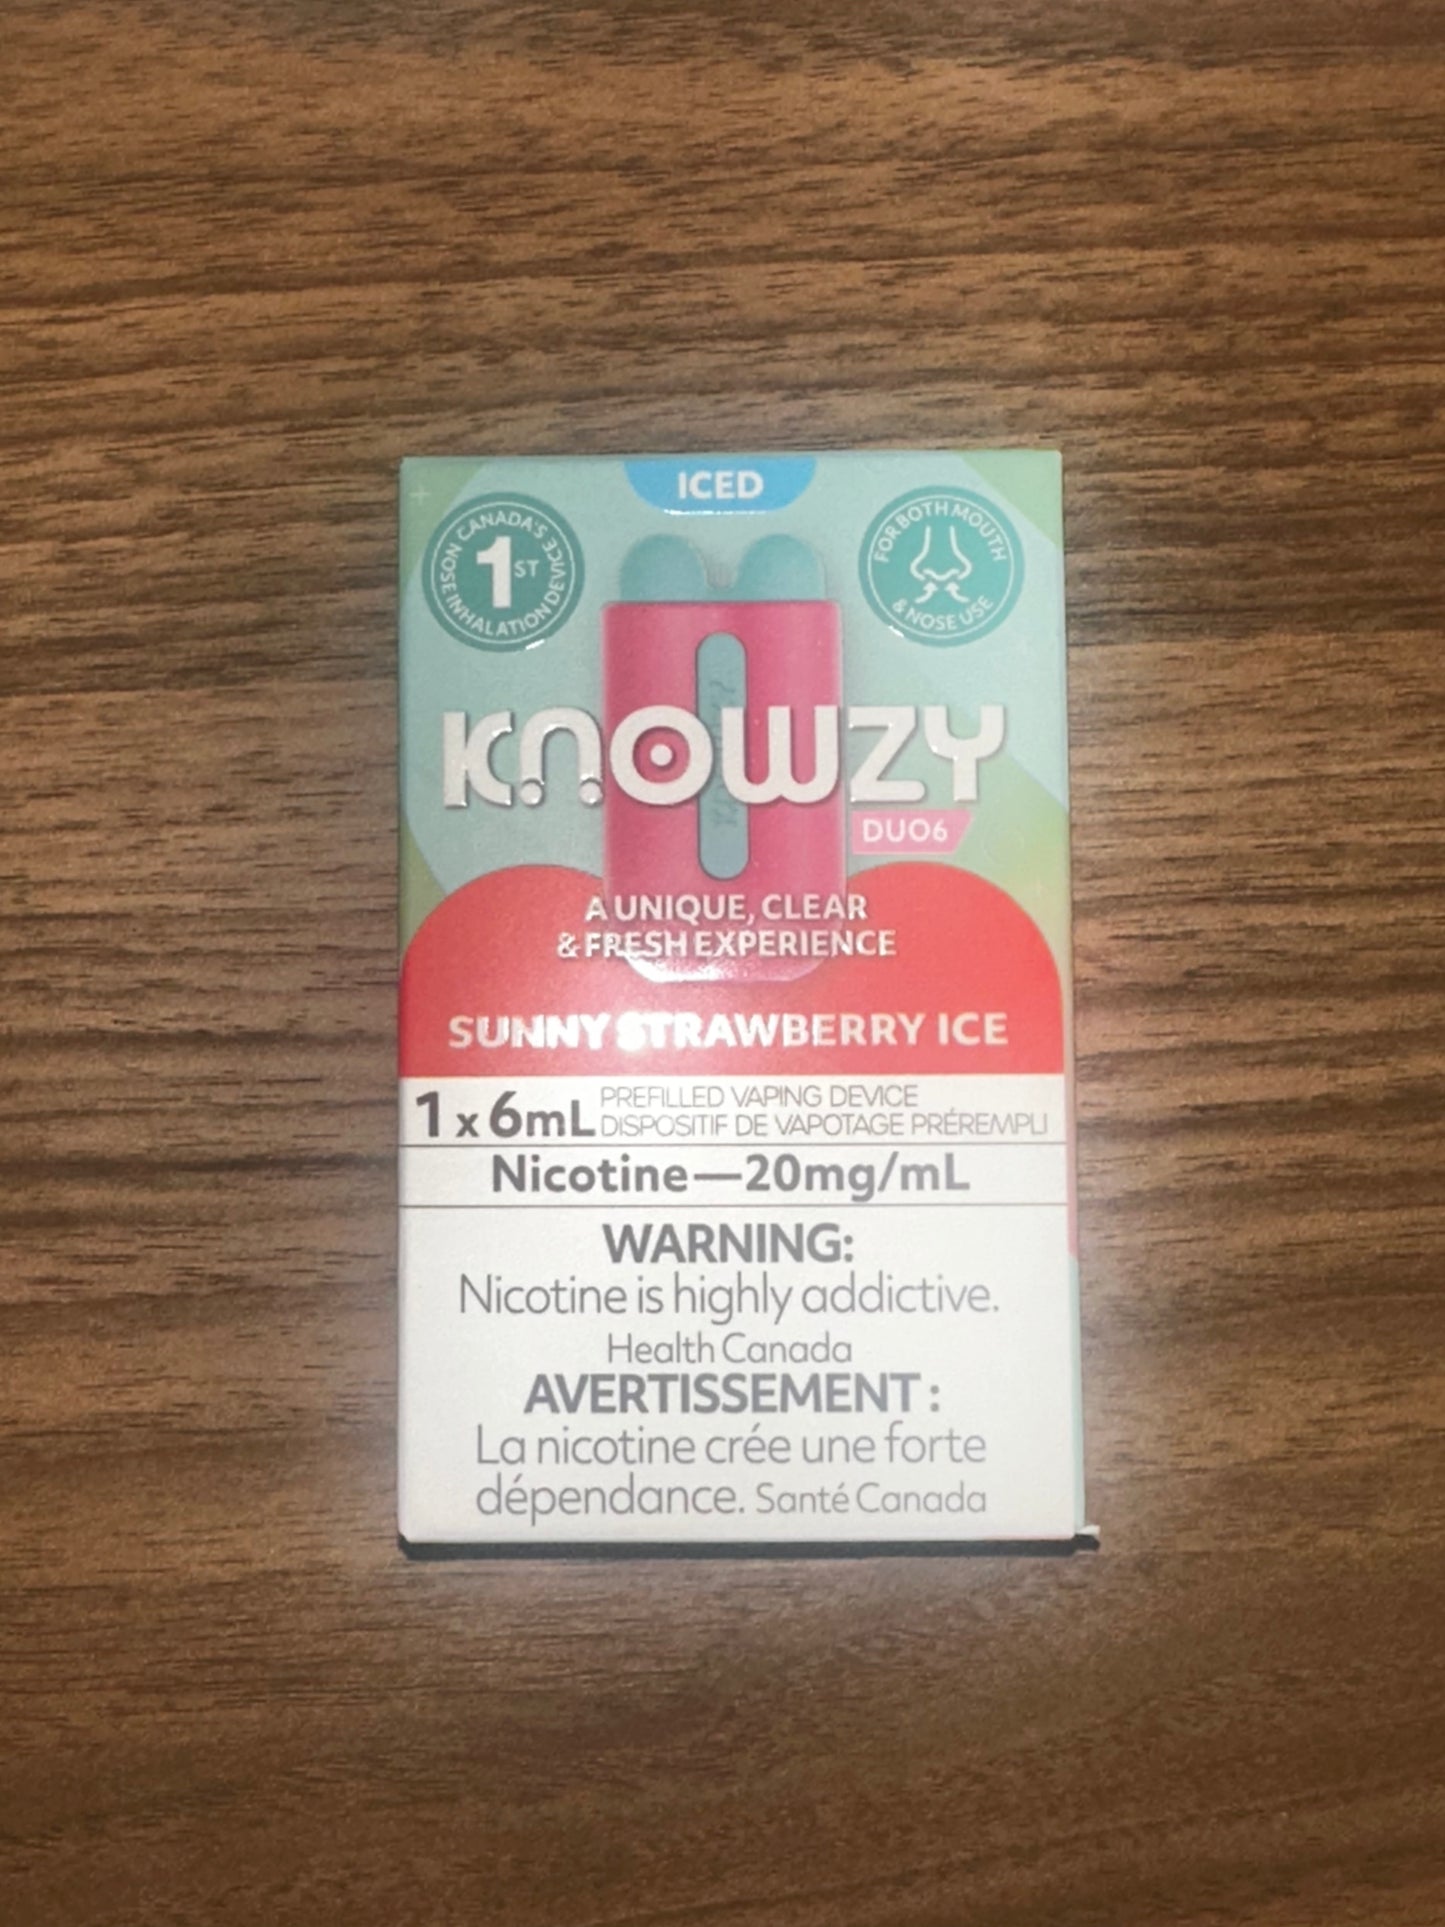 ICED
CANADA'S
1ST
NOSE INHALATION DEVICE
FOR BOTH MOUTH
& NOSE USE
KNOWZY
DUO6
A UNIQUE, CLEAR
& FRESH EXPERIENCE
SUNNY STRAWBERRY ICE
1 x 6mL PREFILLED VAPING DEVICE
DISPOSITIF DE VAPOTAGE PRÉREMPLI
Nicotine—20mg/mL
WARNING:
Nicotine is highly addictive.
Health Canada
AVERTISSEMENT :
La nicotine crée une forte
dépendance. Santé Canada